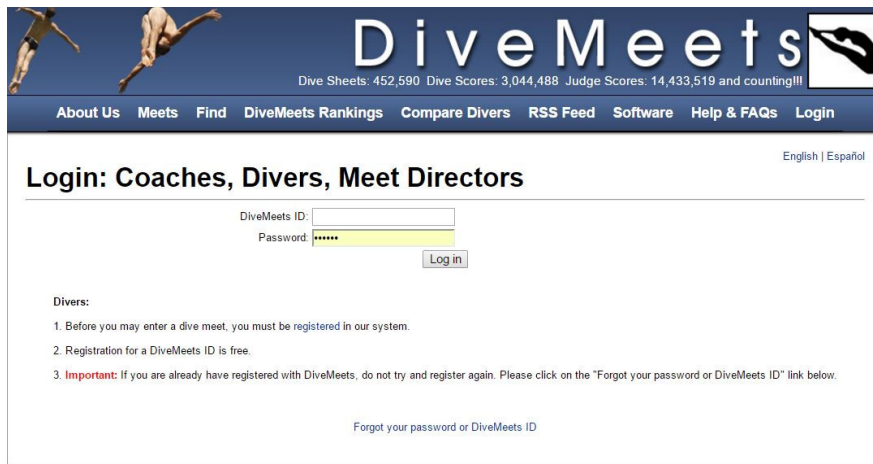 DiveMeets
Dive Sheets: 452,590 Dive Scores: 3,044,488 Judge Scores: 14,433,519 and counting!!!
About Us Meets Find DiveMeets Rankings Compare Divers RSS Feed Software Help & FAQs Login
English | Español
Login: Coaches, Divers, Meet Directors
DiveMeets ID:
Password: ••••••
Log in
Divers:
1. Before you may enter a dive meet, you must be registered in our system.
2. Registration for a DiveMeets ID is free.
3. Important: If you are already have registered with DiveMeets, do not try and register again. Please click on the "Forgot your password or DiveMeets ID" link below.
Forgot your password or DiveMeets ID